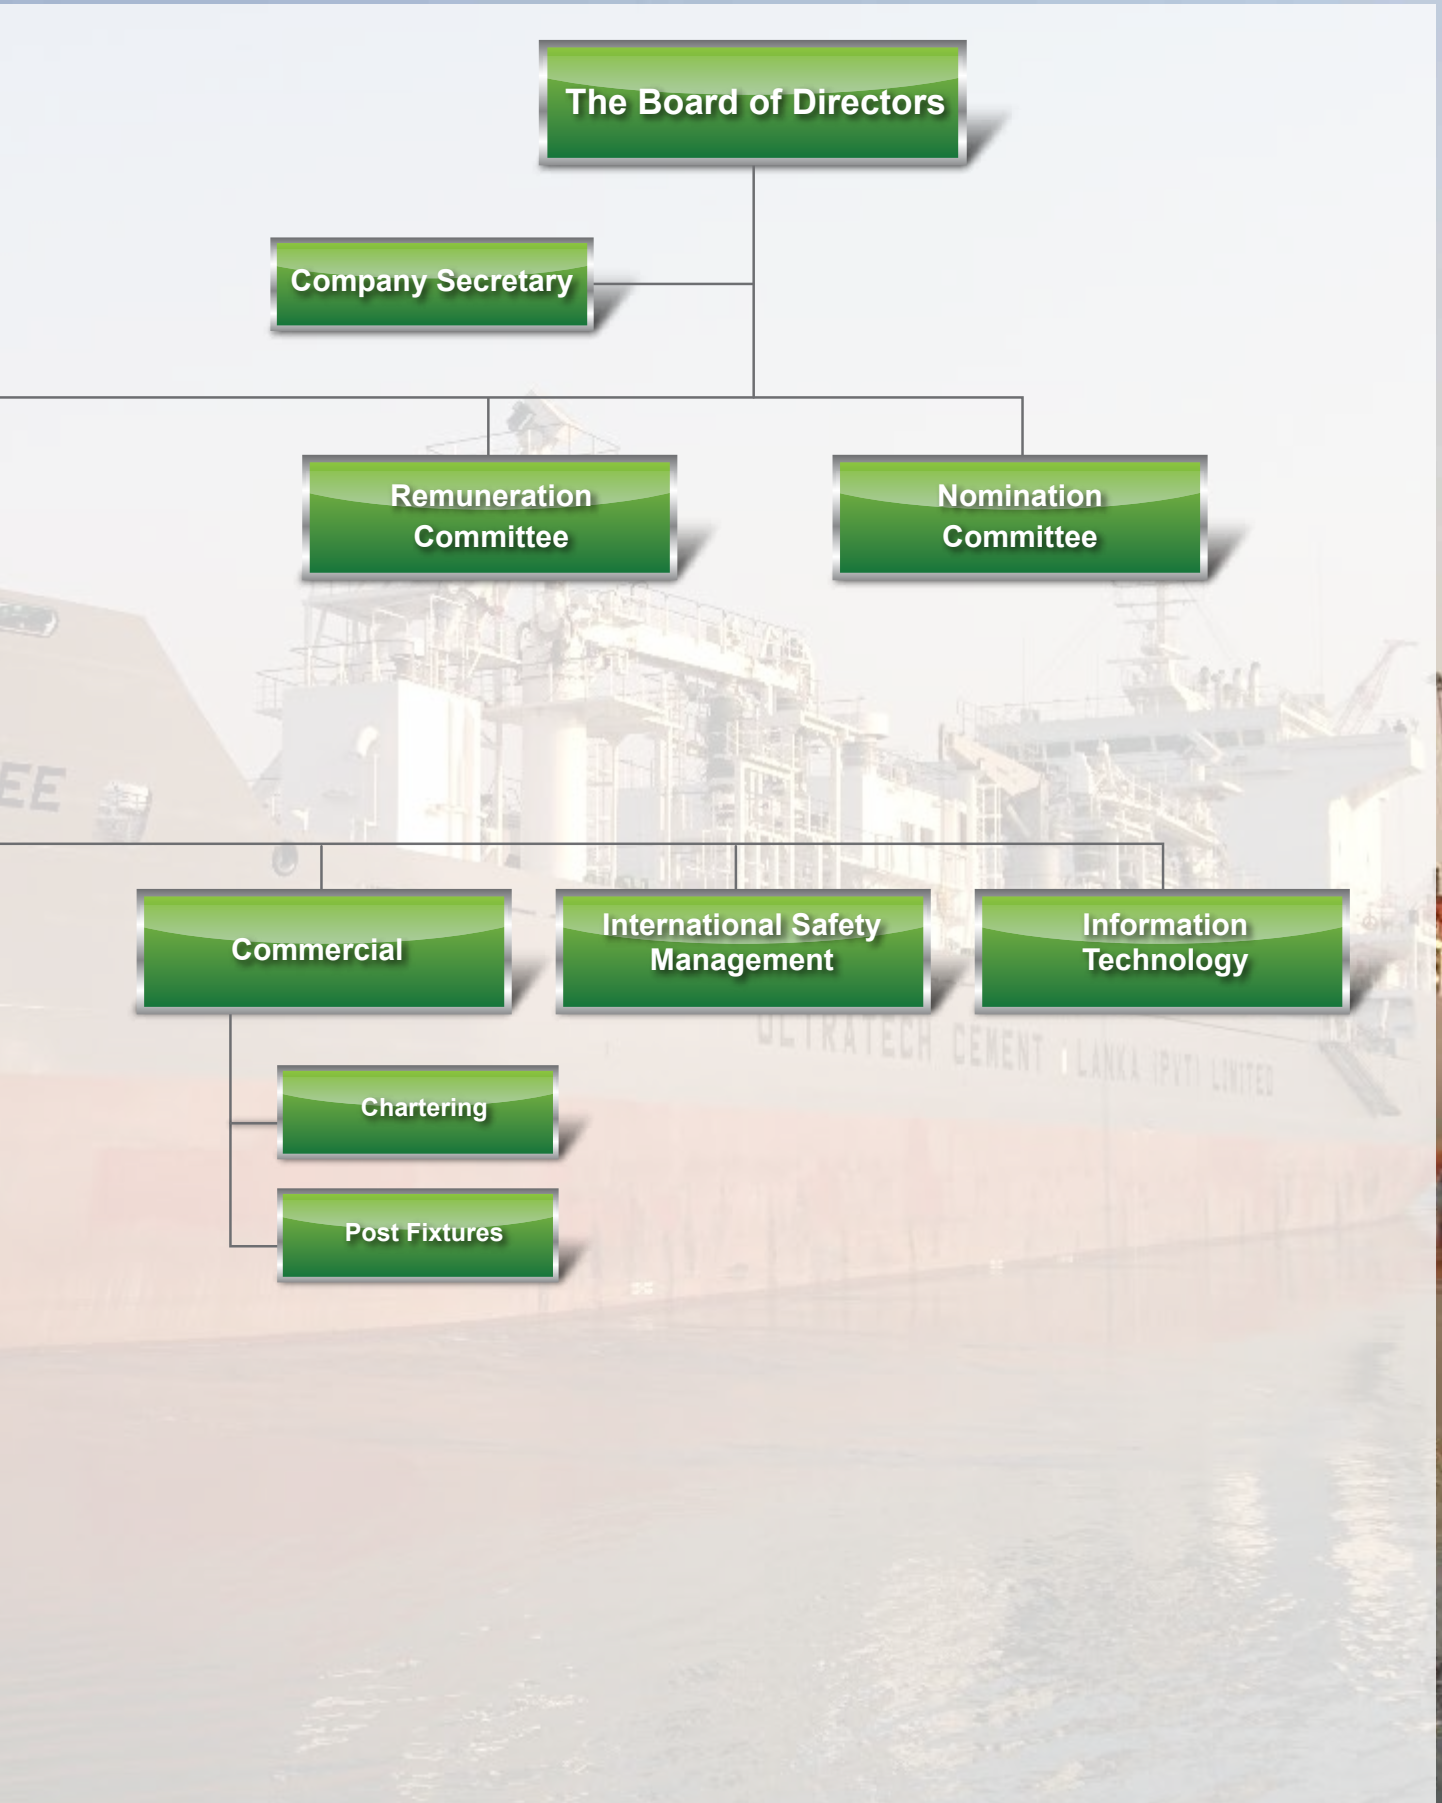 The Board of Directors
Company Secretary
Remuneration
Committee
Nomination
Committee
EE
Commercial
International Safety
Management
Information
Technology
ULTRATECH CEMENT LANKA (PVT) LIMITED
Chartering
Post Fixtures